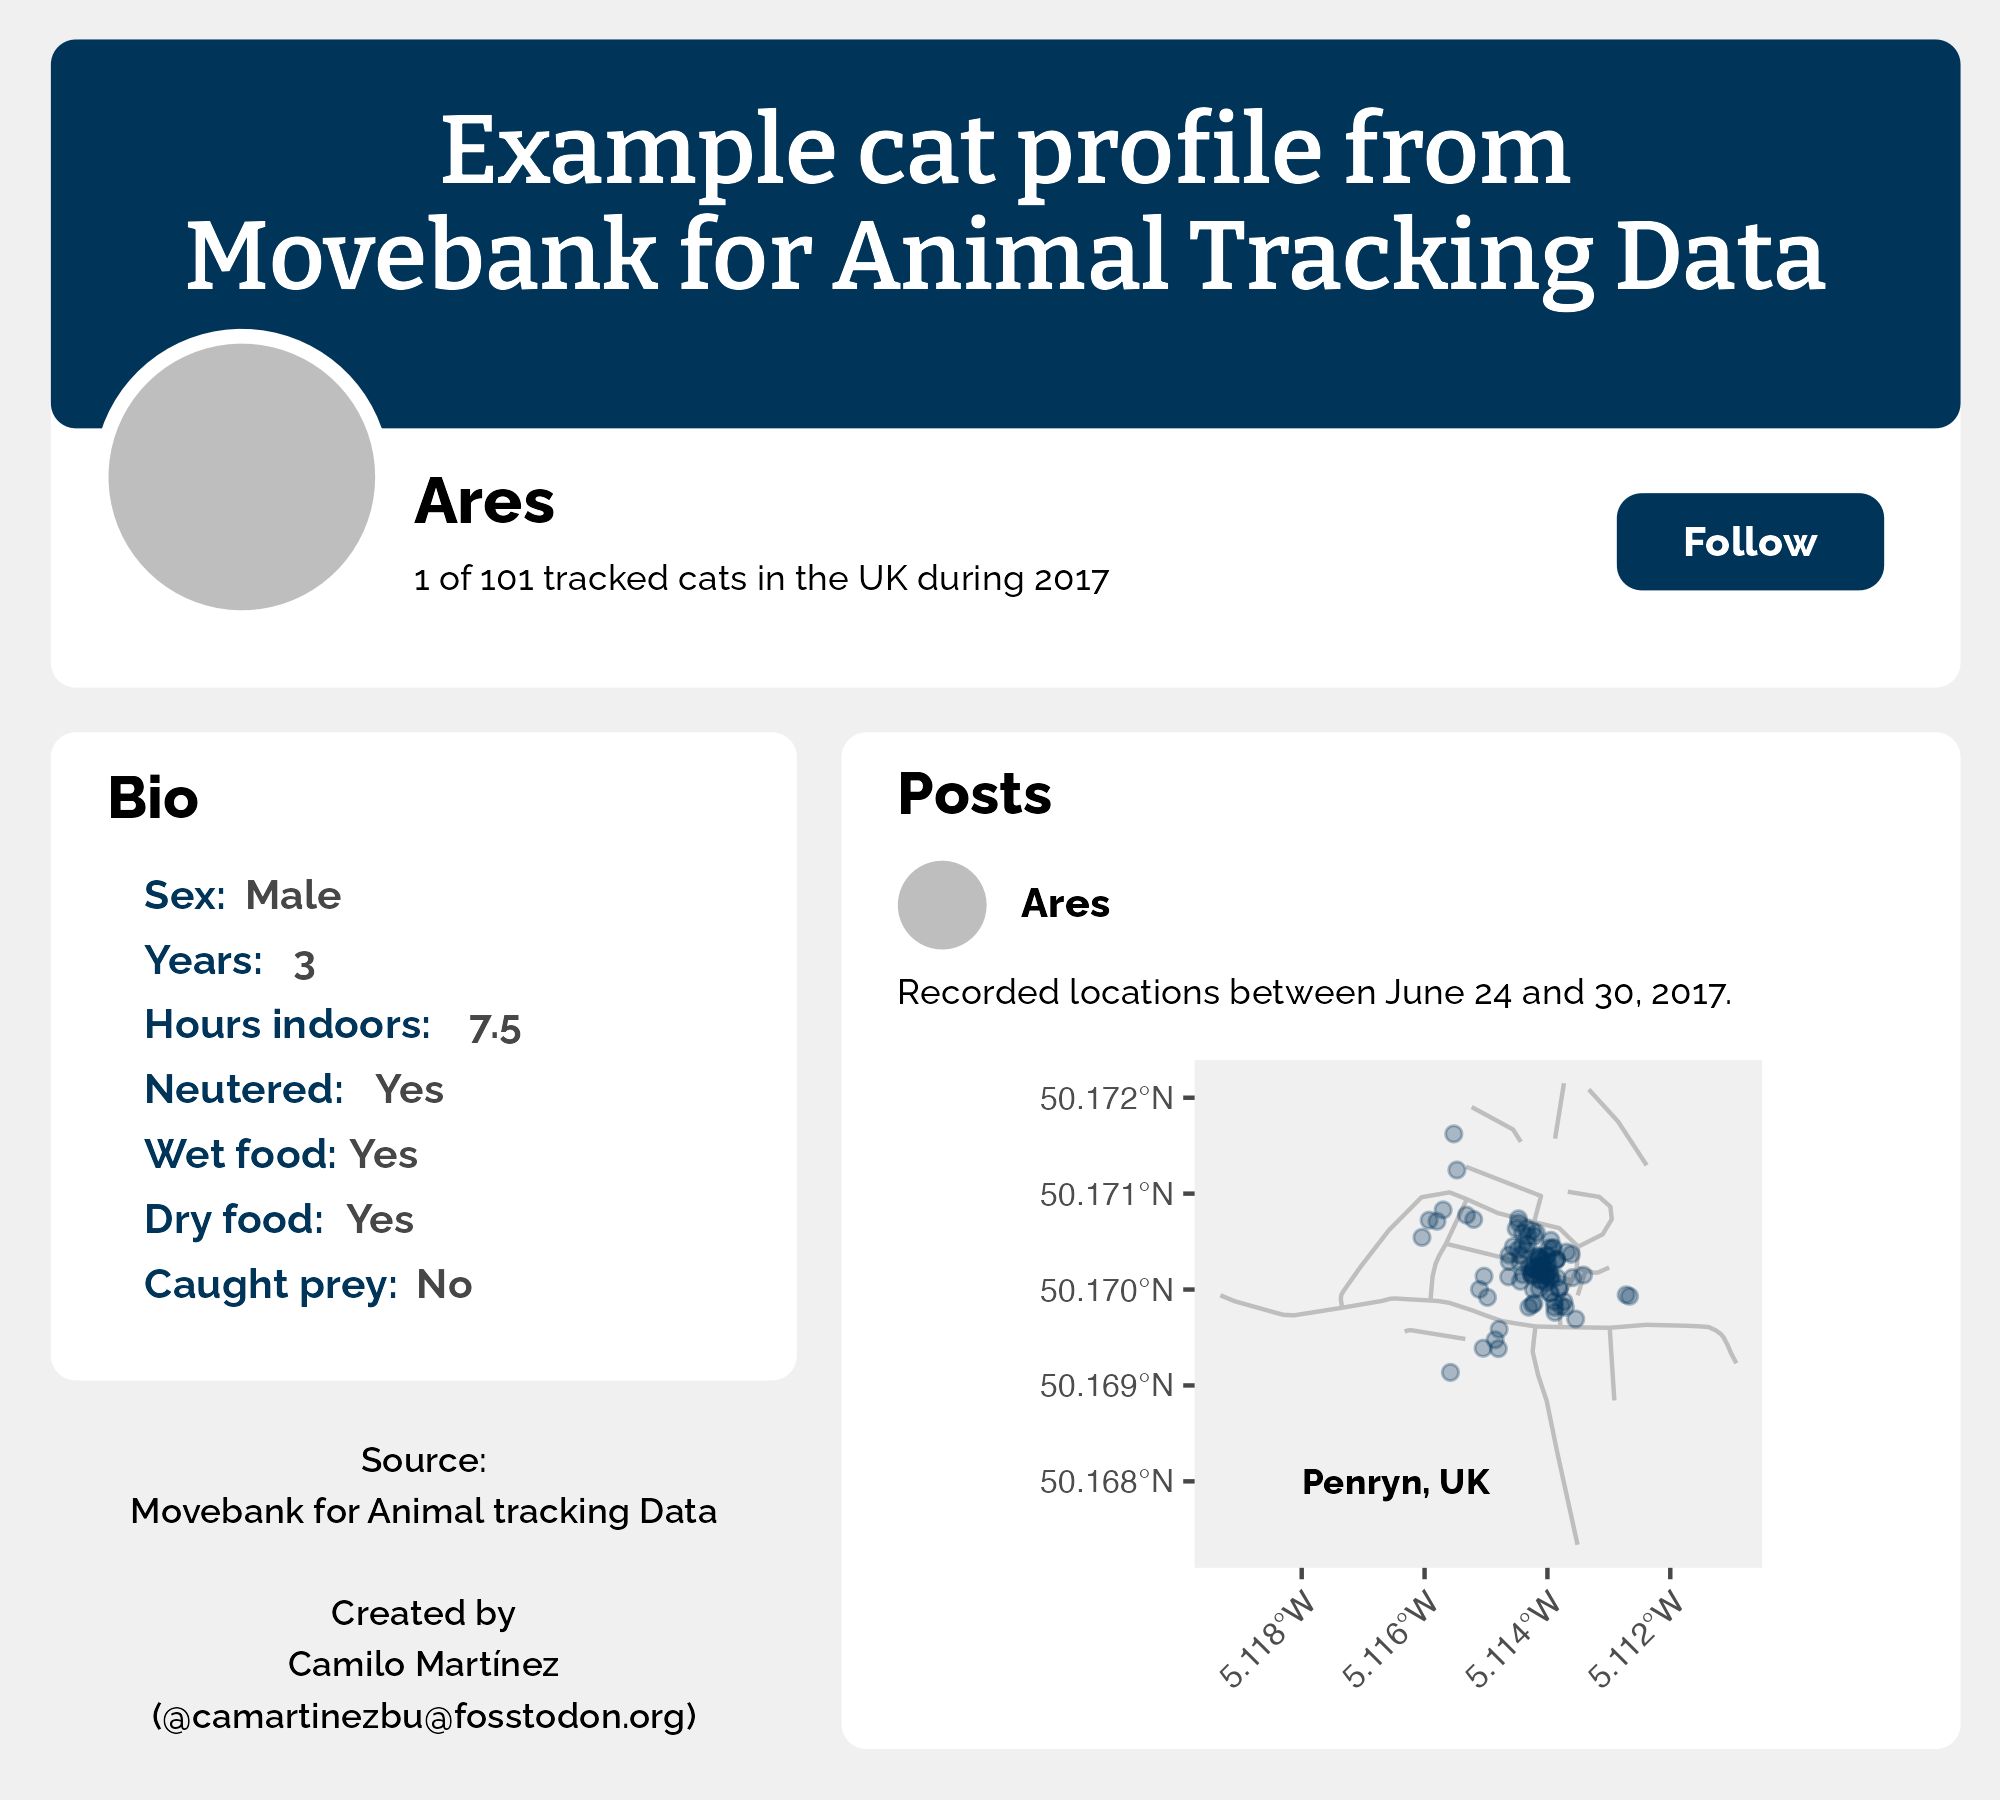 Example cat profile from
Movebank for Animal Tracking Data
Ares
1 of 101 tracked cats in the UK during 2017
Follow
Bio
Sex: Male
Years: 3
Hours indoors: 7.5
Neutered: Yes
Wet food: Yes
Dry food: Yes
Caught prey: No
Source:
Movebank for Animal tracking Data
Created by
Camilo Martínez
(@camartinezbu@fosstodon.org)
Posts
Ares
Recorded locations between June 24 and 30, 2017.
50.172°N
50.171°N
50.170°N
50.169°N
50.168°N
Penryn, UK
5.118°W
5.116°W
5.114°W
5.112°W